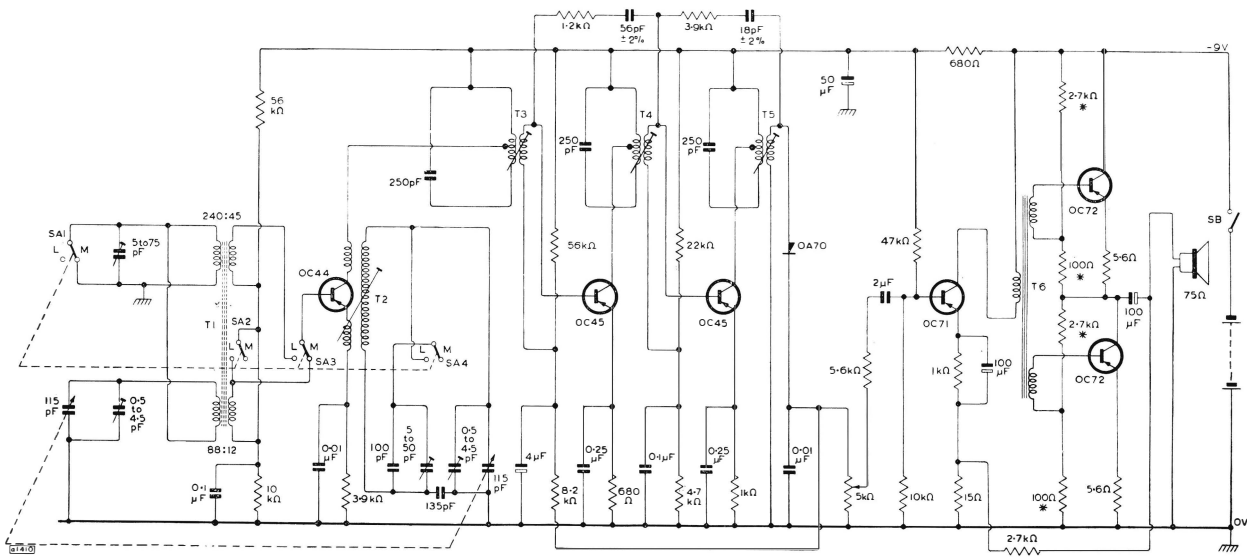 1·2kΩ
56pF
± 2%
3·9kΩ
18pF
± 2%
-9V
680Ω
50
µF
56
kΩ
2·7kΩ
*
T3
T4
T5
250
pF
250
pF
250pF
OC72
240:45
SA1
L
M
5 to 75
pF
56kΩ
22kΩ
OA70
47kΩ
SB
OC44
T2
5·6Ω
100Ω
*
75Ω
T1
SA2
L
M
L
M
SA3
L
M
SA4
OC45
OC45
2µF
OC71
T6
2·7kΩ
*
100
µF
OC72
5·6kΩ
1kΩ
100
µF
115
pF
0·5
to
4·5
pF
88:12
0·1
µF
10
kΩ
0·01
µF
3·9kΩ
100
pF
5
to
50
pF
0·5
to
4·5
pF
135pF
115
pF
4µF
8·2
kΩ
0·25
µF
680
Ω
0·1µF
4·7
kΩ
0·25
µF
1kΩ
0·01
µF
5kΩ
10kΩ
15Ω
100Ω
*
5·6Ω
2·7kΩ
0V
a1410